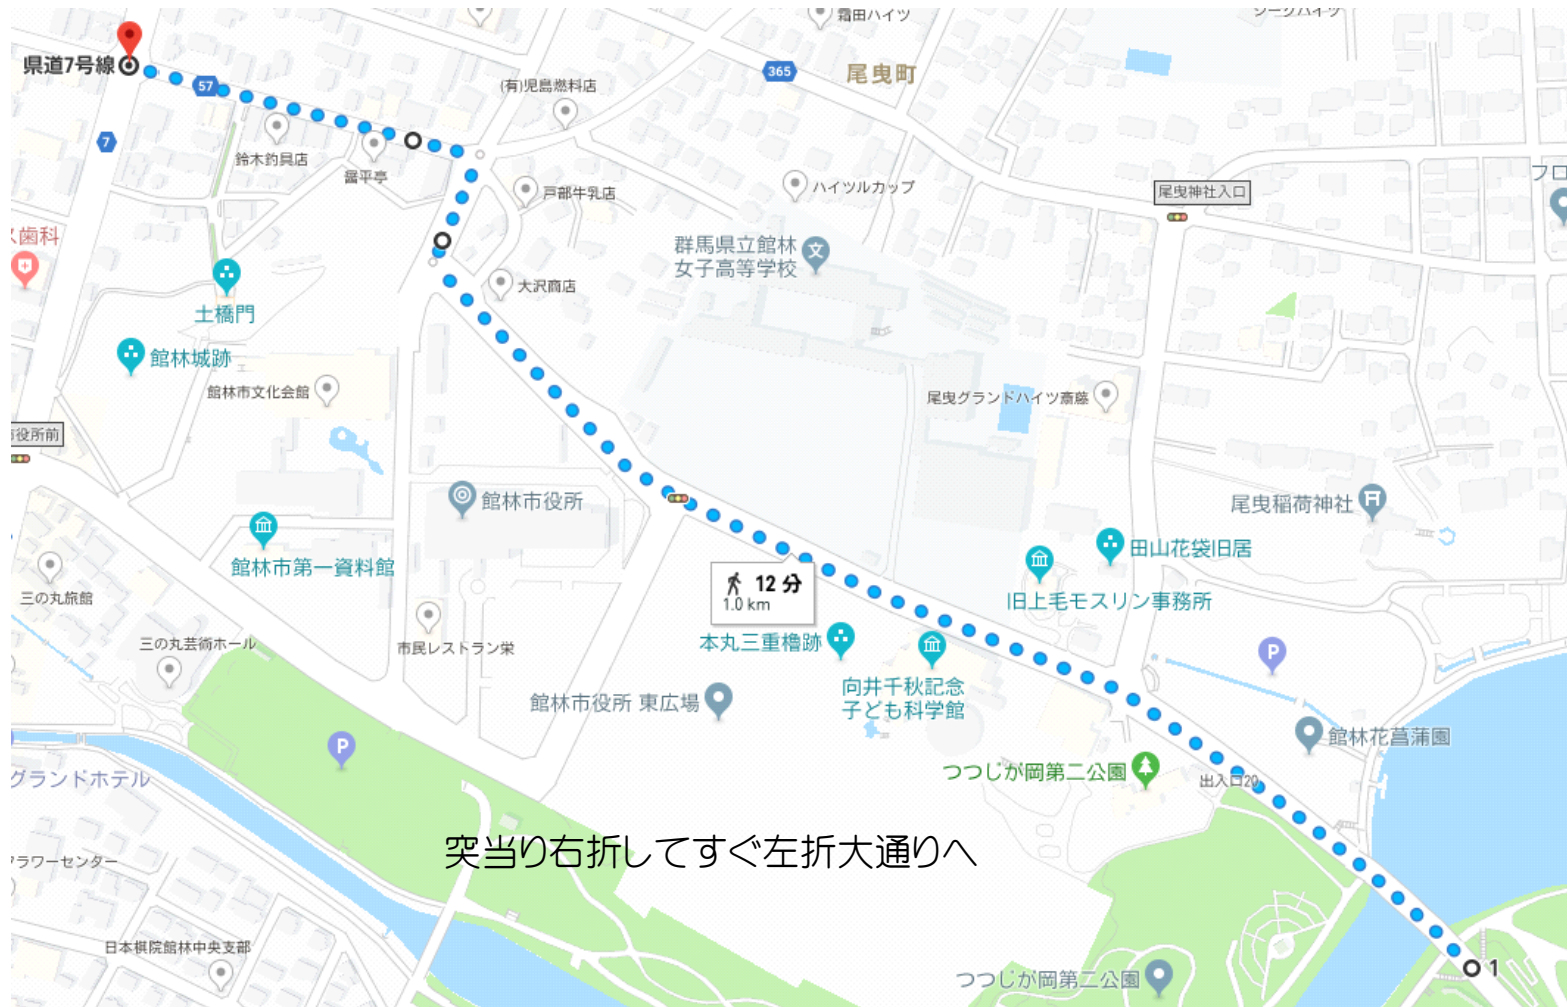 霜田ハイツ
県道7号線
57
365
尾曳町
(有)児島燃料店
7
鈴木釣具店
戸部牛乳店
ハイツルカップ
尾曳神社入口
フロ
歯科
群馬県立館林
女子高等学校
大沢商店
土橋門
館林城跡
館林市文化会館
尾曳グランドハイツ斎藤
役所前
館林市役所
尾曳稲荷神社
田山花袋旧居
館林市第一資料館
12 分
1.0 km
三の丸旅館
旧上毛モスリン事務所
三の丸芸術ホール
市民レストラン栄
本丸三重櫓跡
P
向井千秋記念
子ども科学館
館林市役所 東広場
P
館林花菖蒲園
グランドホテル
つつじが岡第二公園
出入口20
突当り右折してすぐ左折大通りへ
フラワーセンター
日本棋院館林中央支部
1
つつじが岡第二公園